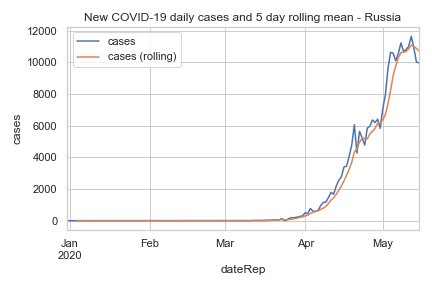 New COVID-19 daily cases and 5 day rolling mean - Russia
cases
cases (rolling)
12000
10000
8000
6000
4000
2000
0
cases
Jan Feb Mar Apr May
2020
dateRep